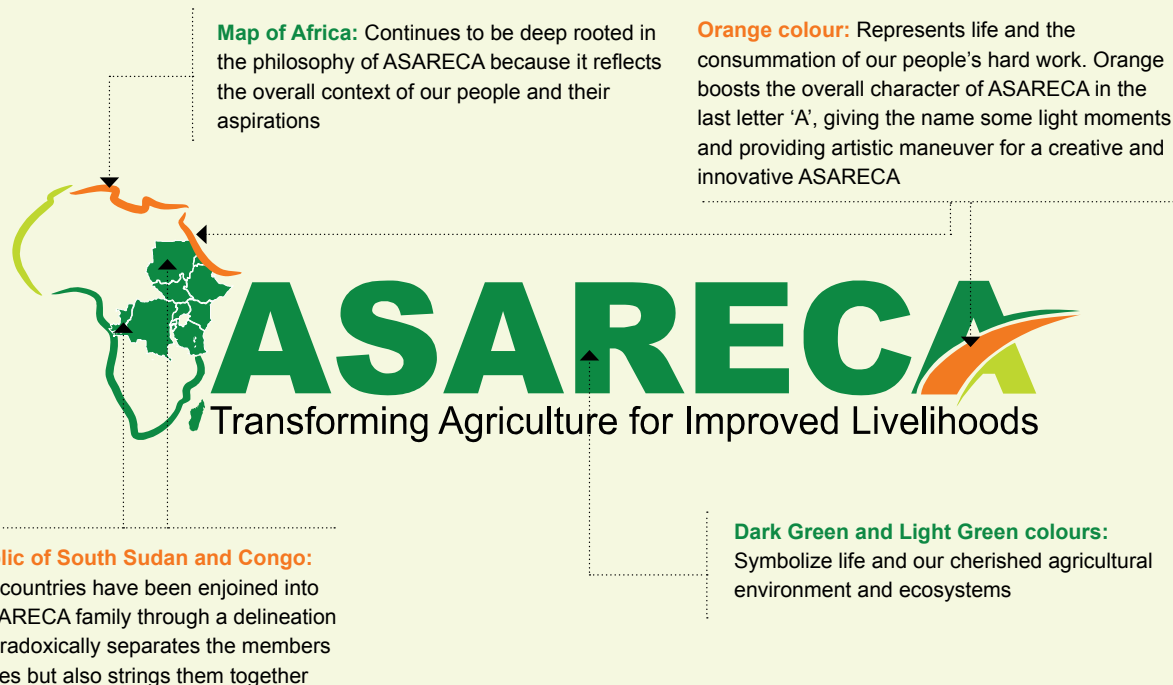 Map of Africa: Continues to be deep rooted in
the philosophy of ASARECA because it reflects
the overall context of our people and their
aspirations
Orange colour: Represents life and the
consummation of our people’s hard work. Orange
boosts the overall character of ASARECA in the
last letter ‘A’, giving the name some light moments
and providing artistic maneuver for a creative and
innovative ASARECA
ASARECA
Transforming Agriculture for Improved Livelihoods
of South Sudan and Congo:
countries have been enjoined into
family through a delineation
separates the members
but also strings them together
Dark Green and Light Green colours:
Symbolize life and our cherished agricultural
environment and ecosystems